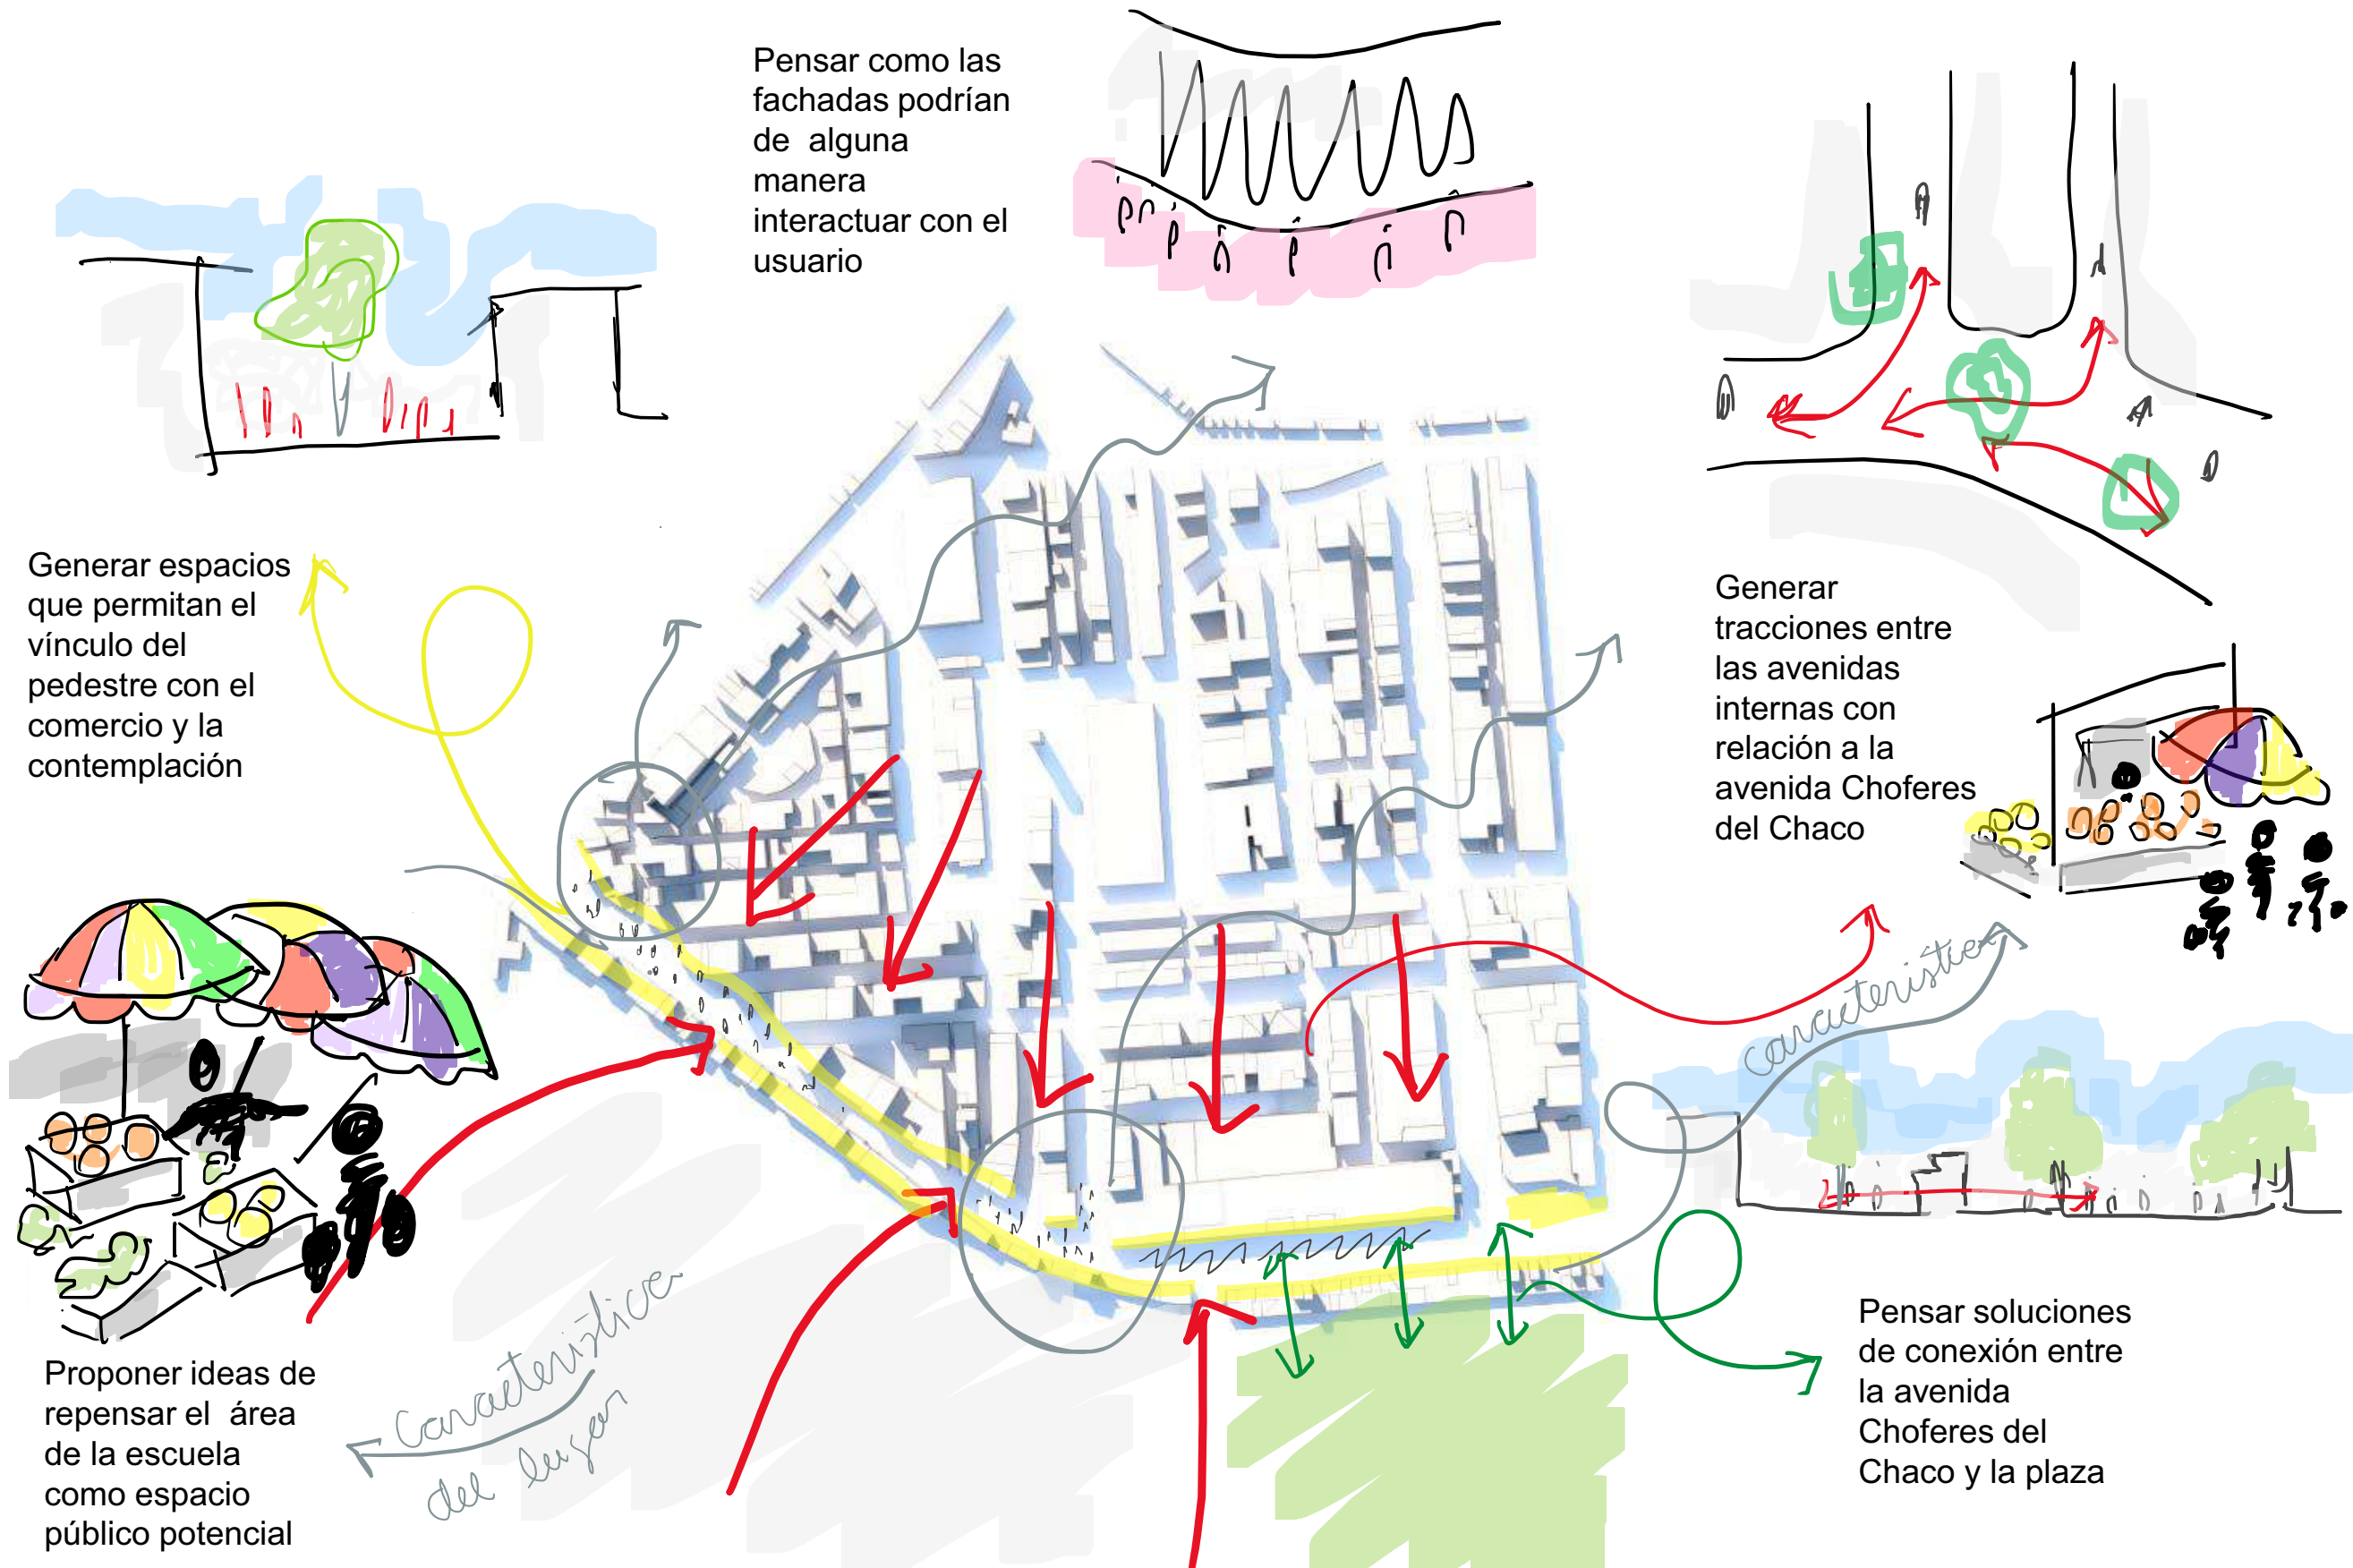 Pensar como las
fachadas podrían
de alguna
manera
interactuar con el
usuario
Generar espacios
que permitan el
vínculo del
pedestre con el
comercio y la
contemplación
Generar
tracciones entre
las avenidas
internas con
relación a la
avenida Choferes
del Chaco
característica
Característica
del lugar
Proponer ideas de
repensar el área
de la escuela
como espacio
público potencial
Pensar soluciones
de conexión entre
la avenida
Choferes del
Chaco y la plaza